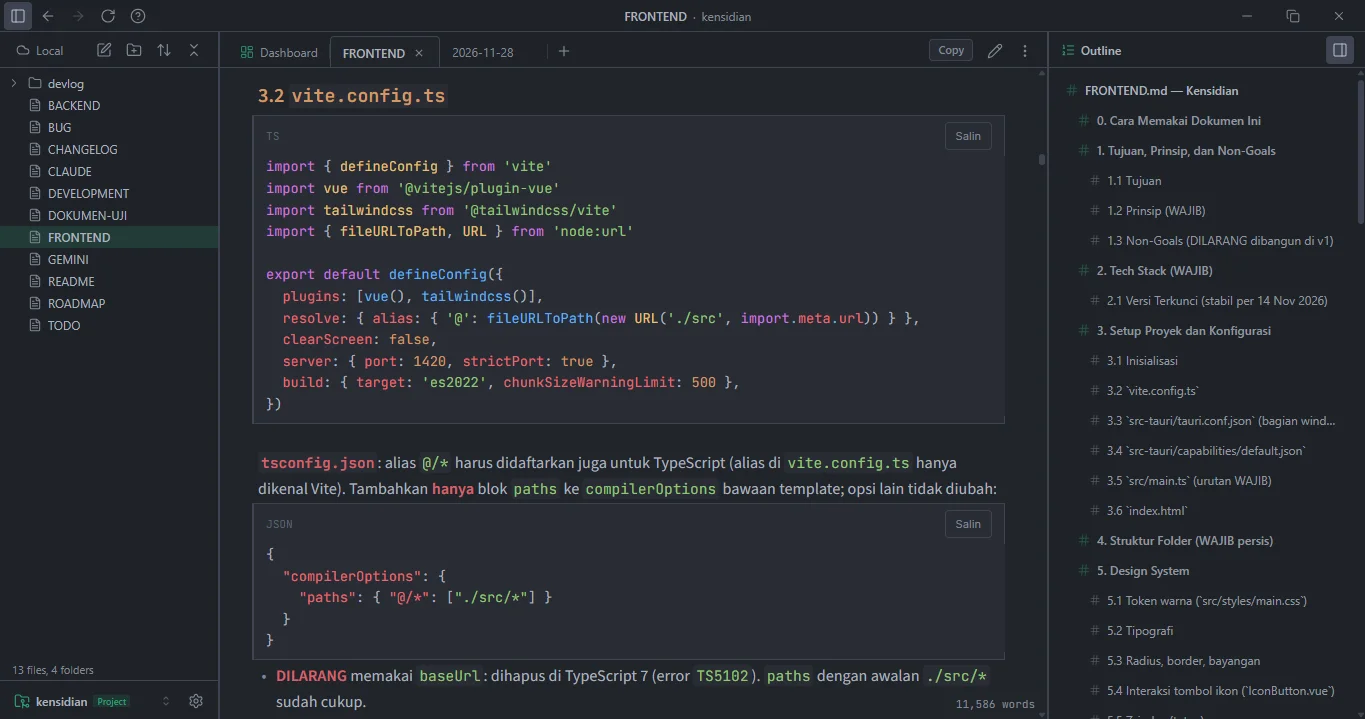 FRONTEND · kensidian
Local
devlog
BACKEND
BUG
CHANGELOG
CLAUDE
DEVELOPMENT
DOKUMEN-UJI
FRONTEND
GEMINI
README
ROADMAP
TODO
13 files, 4 folders
kensidian Project
Dashboard FRONTEND × 2026-11-28 + Copy
3.2 vite.config.ts
TS Salin
import { defineConfig } from 'vite'
import vue from '@vitejs/plugin-vue'
import tailwindcss from '@tailwindcss/vite'
import { fileURLToPath, URL } from 'node:url'
export default defineConfig({
  plugins: [vue(), tailwindcss()],
  resolve: { alias: { '@': fileURLToPath(new URL('./src', import.meta.url)) } },
  clearScreen: false,
  server: { port: 1420, strictPort: true },
  build: { target: 'es2022', chunkSizeWarningLimit: 500 },
})
tsconfig.json: alias @/* harus didaftarkan juga untuk TypeScript (alias di vite.config.ts hanya
dikenal Vite). Tambahkan hanya blok paths ke compilerOptions bawaan template; opsi lain tidak diubah:
JSON Salin
{
  "compilerOptions": {
    "paths": { "@/*": ["./src/*"] }
  }
}
• DILARANG memakai baseUrl: dihapus di TypeScript 7 (error TS5102). paths dengan awalan ./src/*
sudah cukup.
11,586 words
Outline
# FRONTEND.md — Kensidian
# 0. Cara Memakai Dokumen Ini
# 1. Tujuan, Prinsip, dan Non-Goals
# 1.1 Tujuan
# 1.2 Prinsip (WAJIB)
# 1.3 Non-Goals (DILARANG dibangun di v1)
# 2. Tech Stack (WAJIB)
# 2.1 Versi Terkunci (stabil per 14 Nov 2026)
# 3. Setup Proyek dan Konfigurasi
# 3.1 Inisialisasi
# 3.2 `vite.config.ts`
# 3.3 `src-tauri/tauri.conf.json` (bagian wind...
# 3.4 `src-tauri/capabilities/default.json`
# 3.5 `src/main.ts` (urutan WAJIB)
# 3.6 `index.html`
# 4. Struktur Folder (WAJIB persis)
# 5. Design System
# 5.1 Token warna (`src/styles/main.css`)
# 5.2 Tipografi
# 5.3 Radius, border, bayangan
# 5.4 Interaksi tombol ikon (`IconButton.vue`)